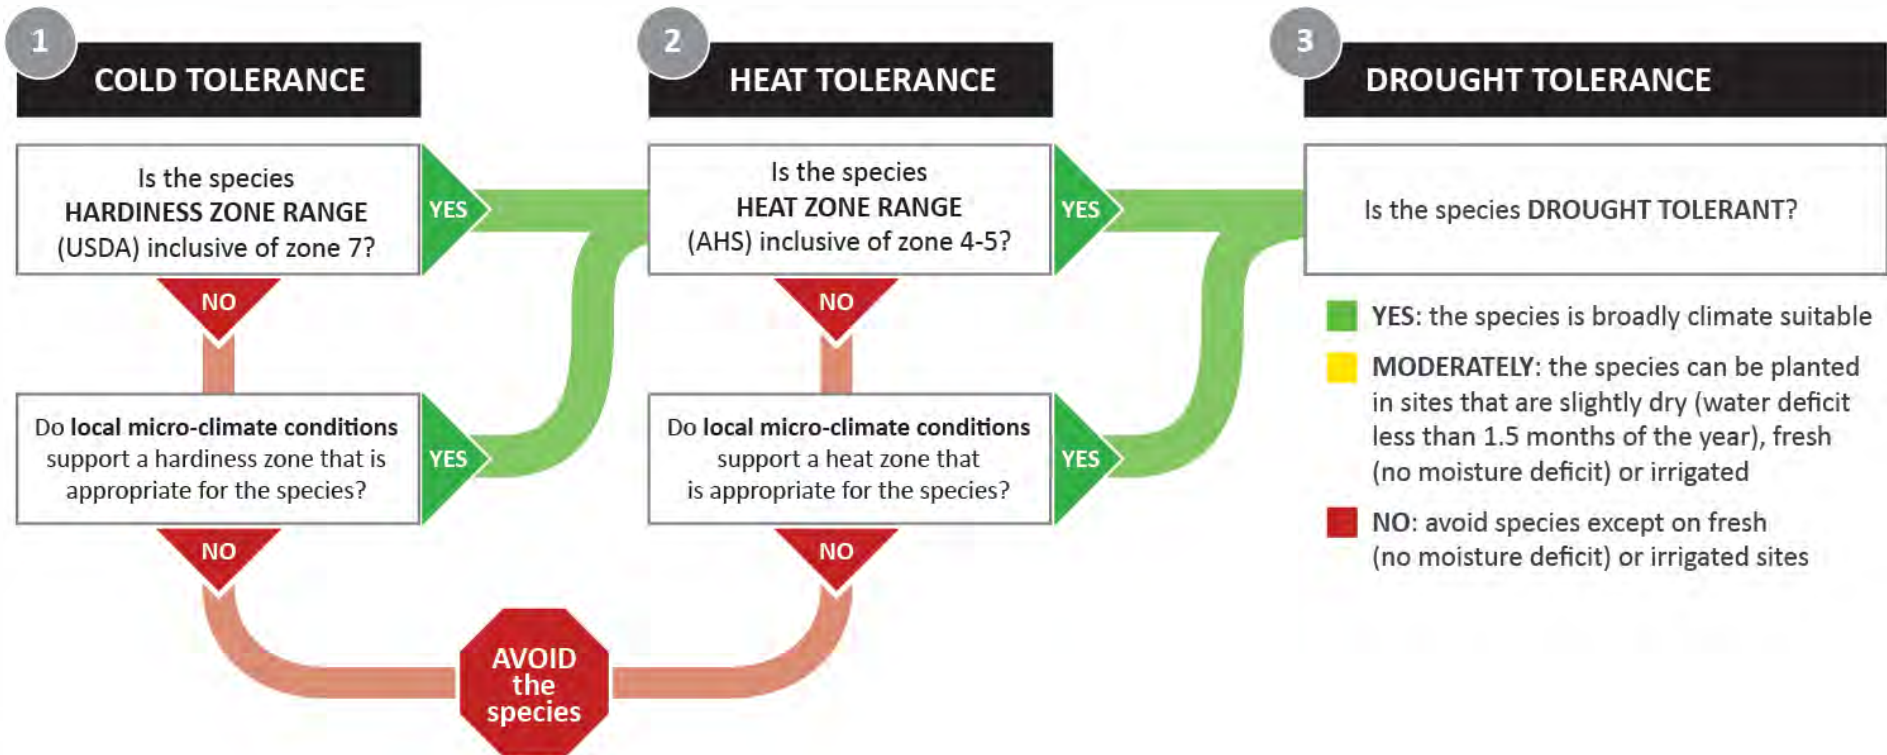 1
COLD TOLERANCE
Is the species
HARDINESS ZONE RANGE
(USDA) inclusive of zone 7?
YES
NO
Do local micro-climate conditions
support a hardiness zone that is
appropriate for the species?
YES
NO
2
HEAT TOLERANCE
Is the species
HEAT ZONE RANGE
(AHS) inclusive of zone 4-5?
YES
NO
Do local micro-climate conditions
support a heat zone that
is appropriate for the species?
YES
NO
AVOID
the
species
3
DROUGHT TOLERANCE
Is the species DROUGHT TOLERANT?
YES: the species is broadly climate suitable
MODERATELY: the species can be planted
in sites that are slightly dry (water deficit
less than 1.5 months of the year), fresh
(no moisture deficit) or irrigated
NO: avoid species except on fresh
(no moisture deficit) or irrigated sites